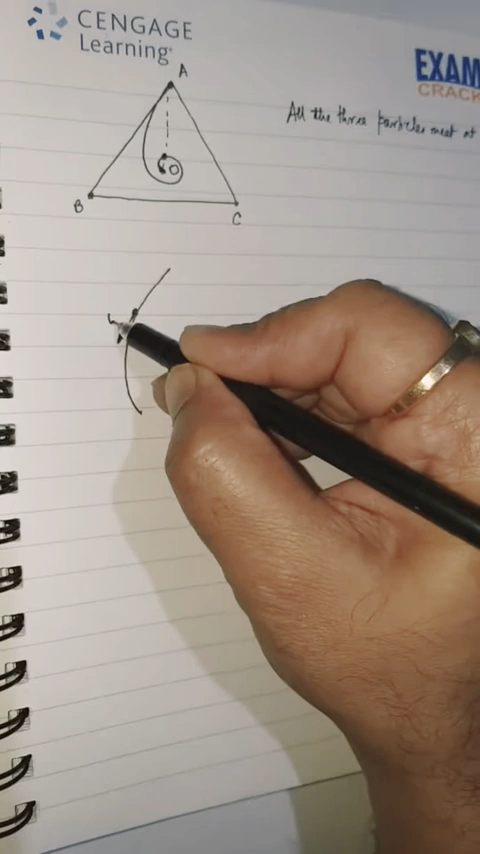 CENGAGE
Learning
EXAM
CRACK
A
All the three particles meet at
O
B
C